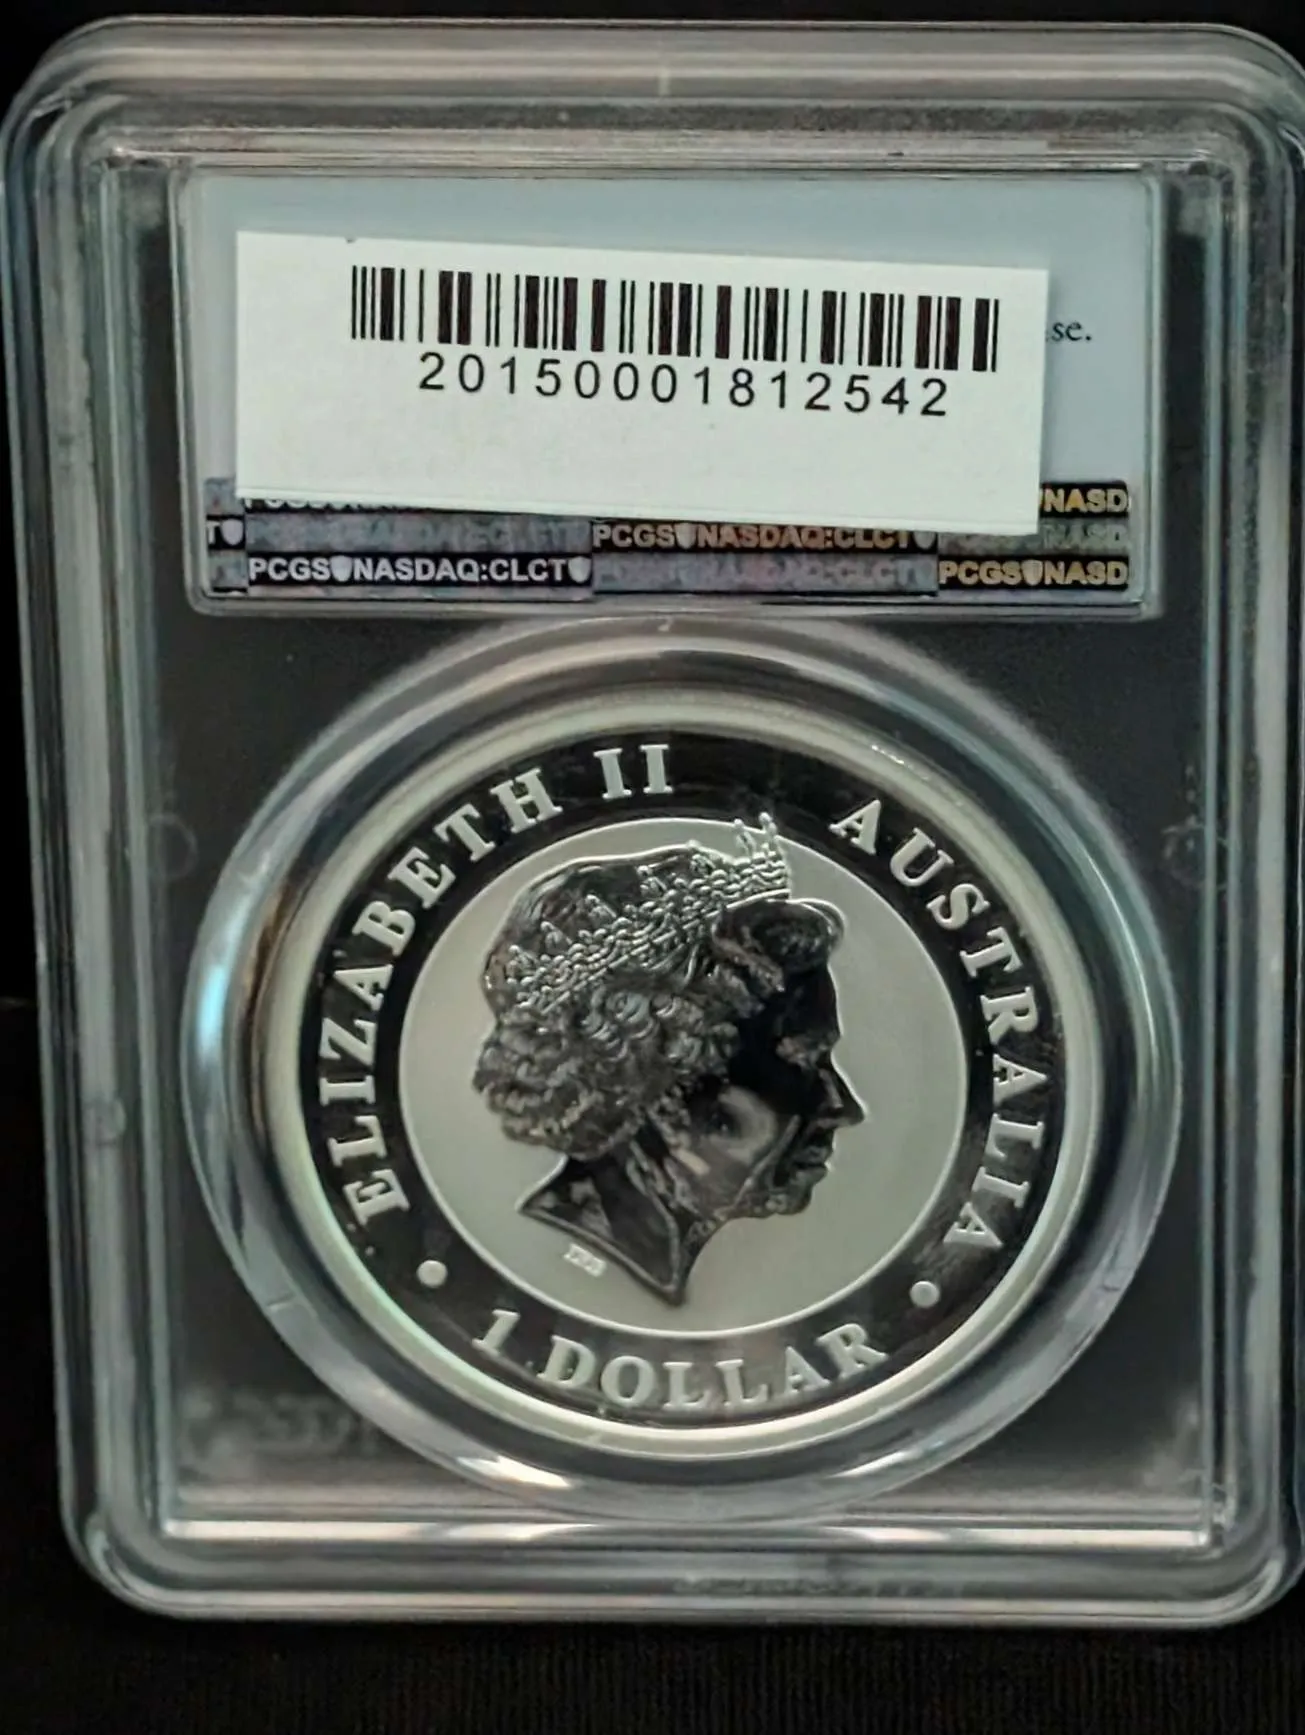 20150001812542
se.
NASD
PCGS NASDAQ:CLCT
PCGS NASDAQ:CLCT PCGS NASD
ELIZABETH II AUSTRALIA
1 DOLLAR